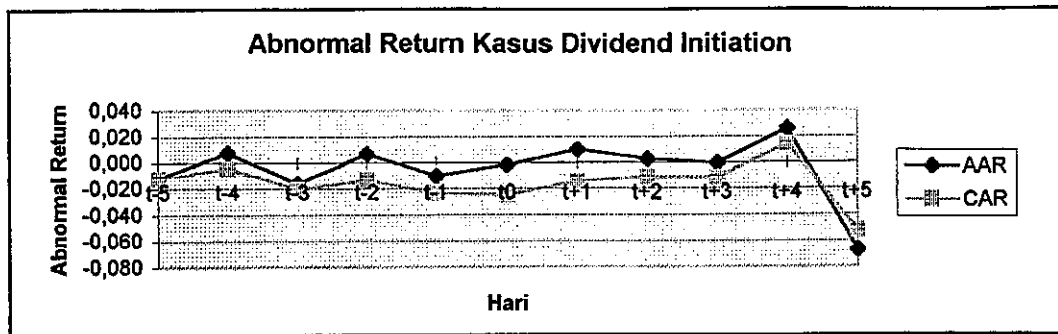 Abnormal Return Kasus Dividend Initiation
Abnormal Return
0,040
0,020
0,000
-0,020
-0,040
-0,060
-0,080
t-5 t-4 t-3 t-2 t-1 t0 t+1 t+2 t+3 t+4 t+5
Hari
AAR
CAR